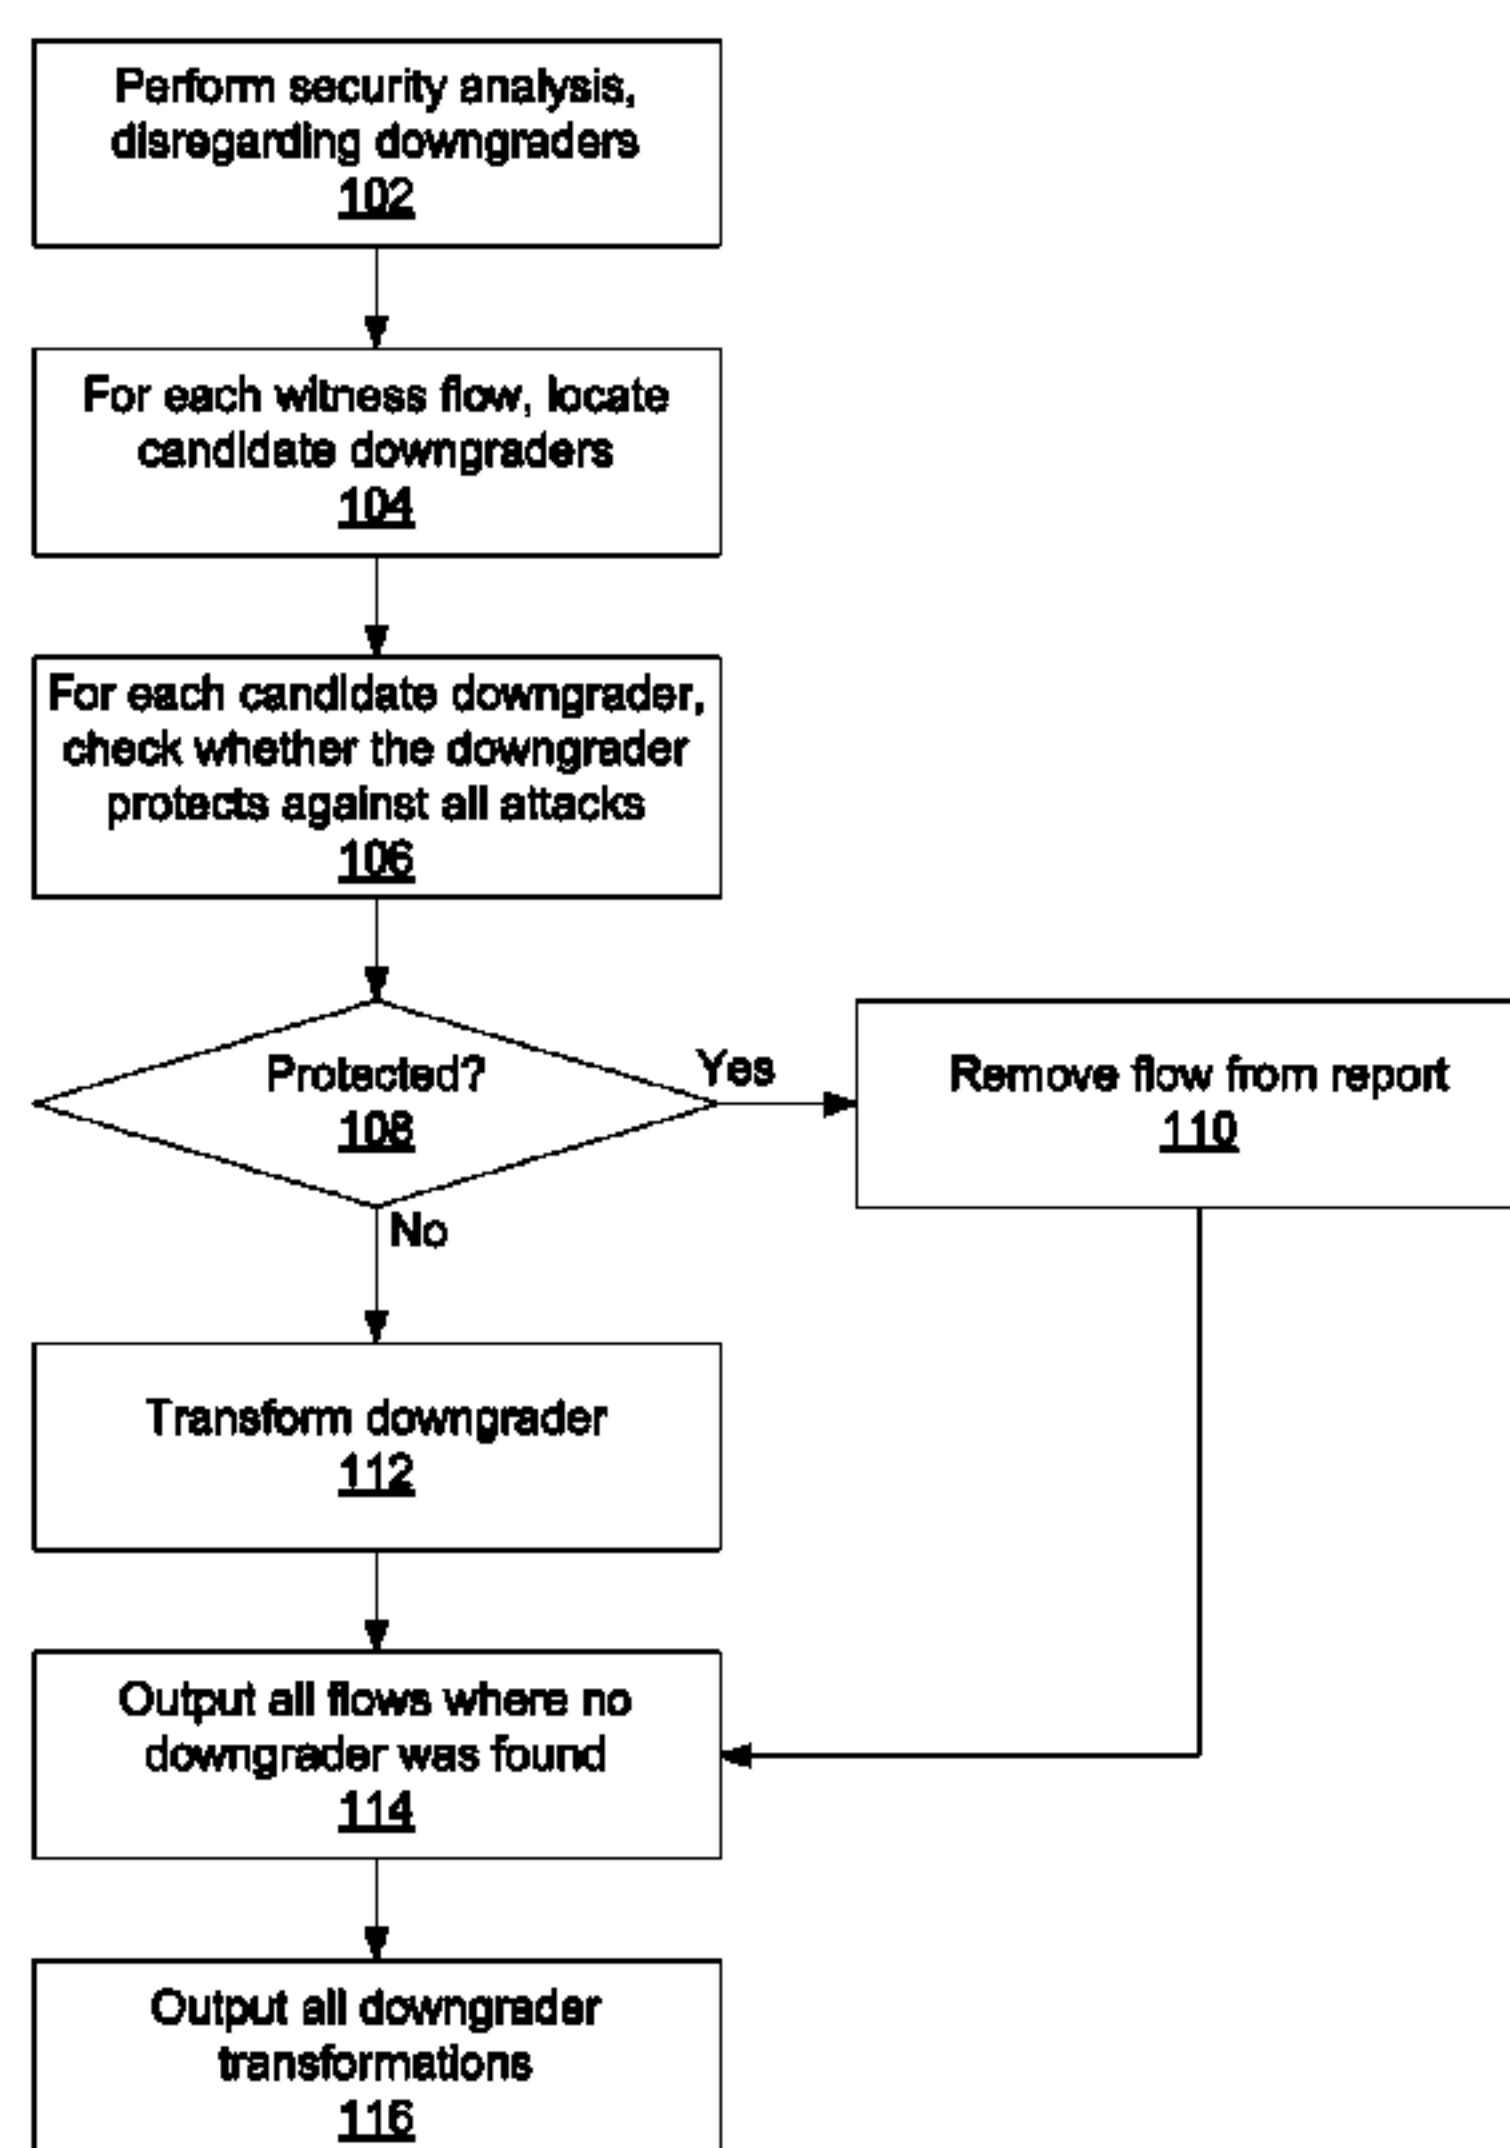 Perform security analysis,
disregarding downgraders
102
For each witness flow, locate
candidate downgraders
104
For each candidate downgrader,
check whether the downgrader
protects against all attacks
106
Protected?
108
Yes
Remove flow from report
110
No
Transform downgrader
112
Output all flows where no
downgrader was found
114
Output all downgrader
transformations
116